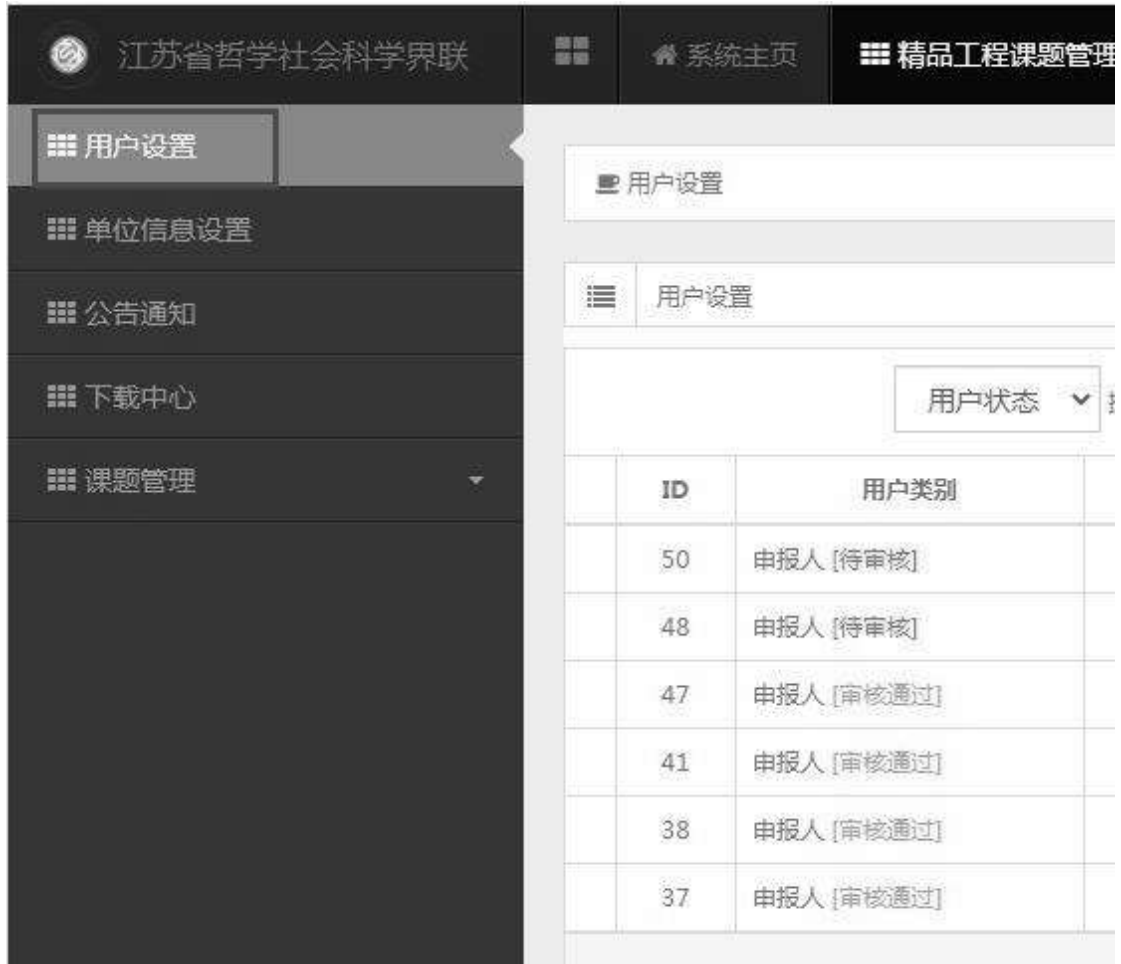 江苏省哲学社会科学界联 系统主页 精品工程课题管理
用户设置
单位信息设置
公告通知
下载中心
课题管理
用户设置
用户设置
用户状态
ID 用户类别
50 申报人 [待审核]
48 申报人 [待审核]
47 申报人 [审核通过]
41 申报人 [审核通过]
38 申报人 [审核通过]
37 申报人 [审核通过]